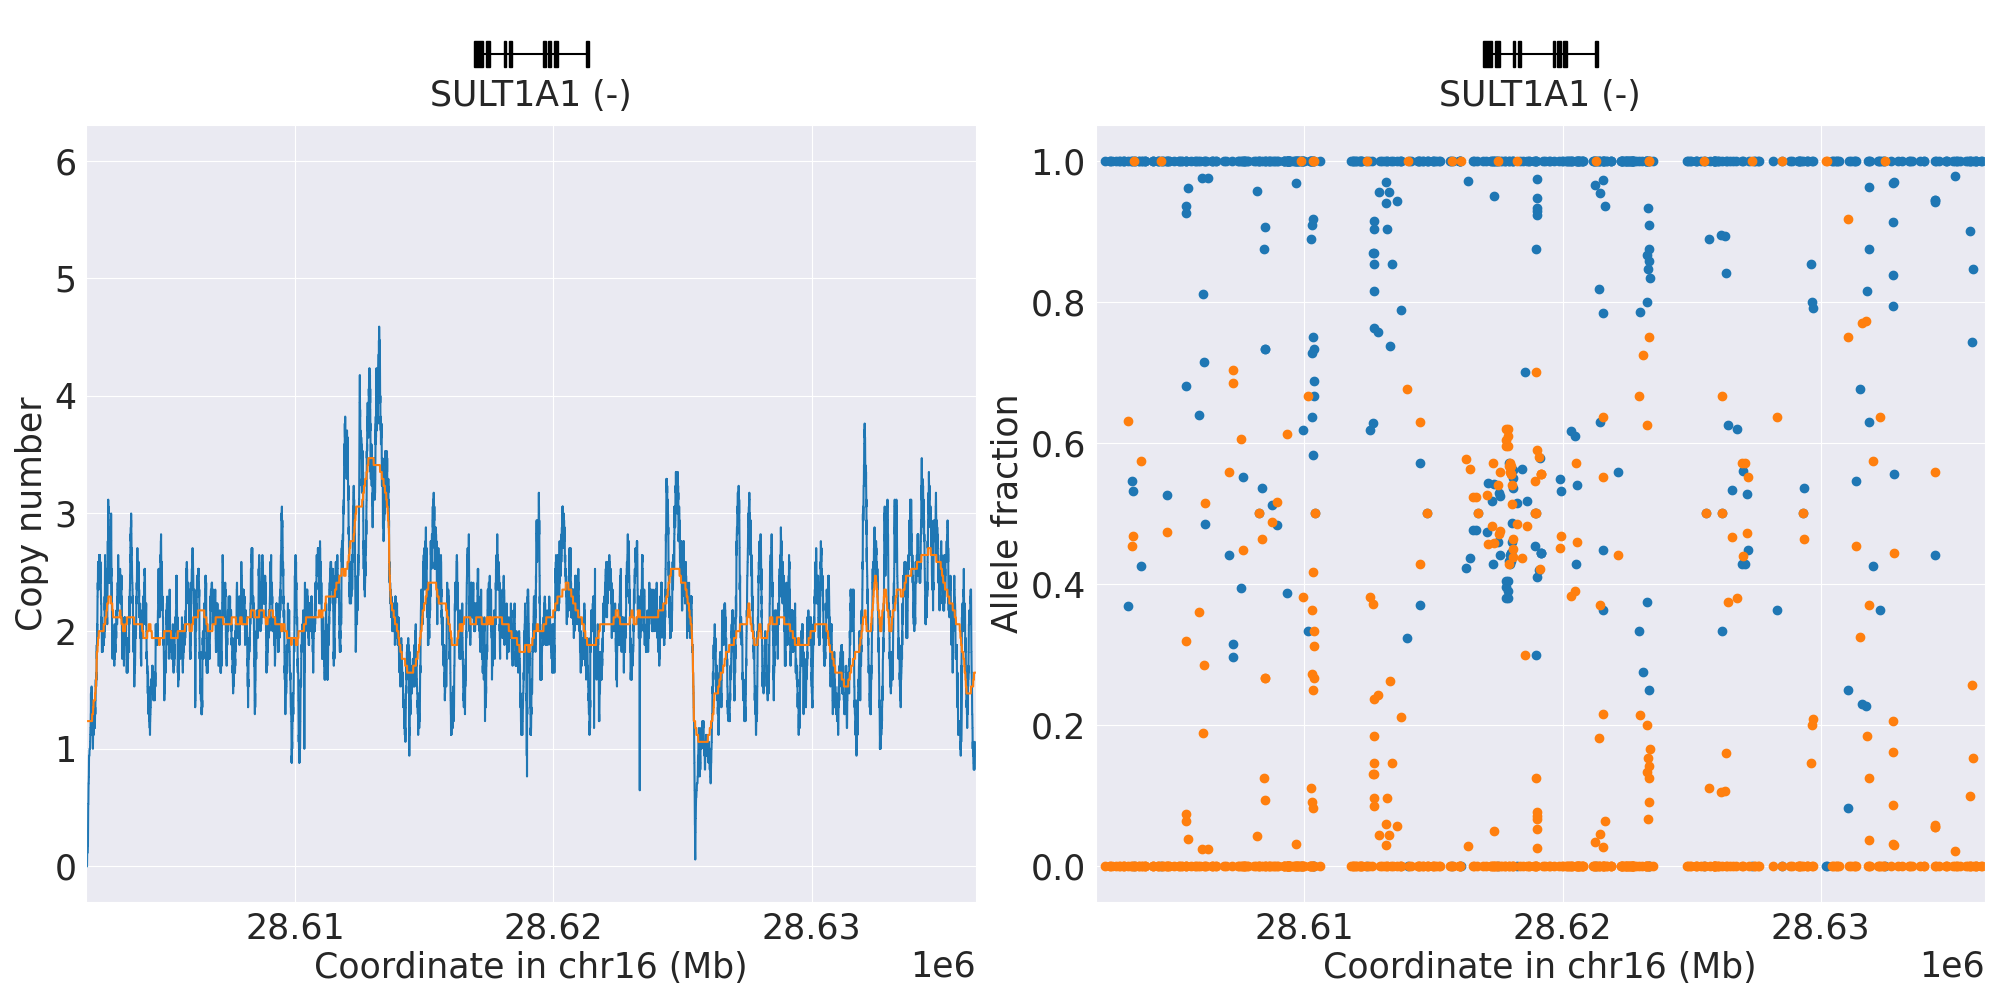 SULT1A1 (-)
6
5
4
3
2
1
0
Copy number
28.61
28.62
28.63
Coordinate in chr16 (Mb)
1e6
SULT1A1 (-)
1.0
0.8
0.6
0.4
0.2
0.0
Allele fraction
28.61
28.62
28.63
Coordinate in chr16 (Mb)
1e6